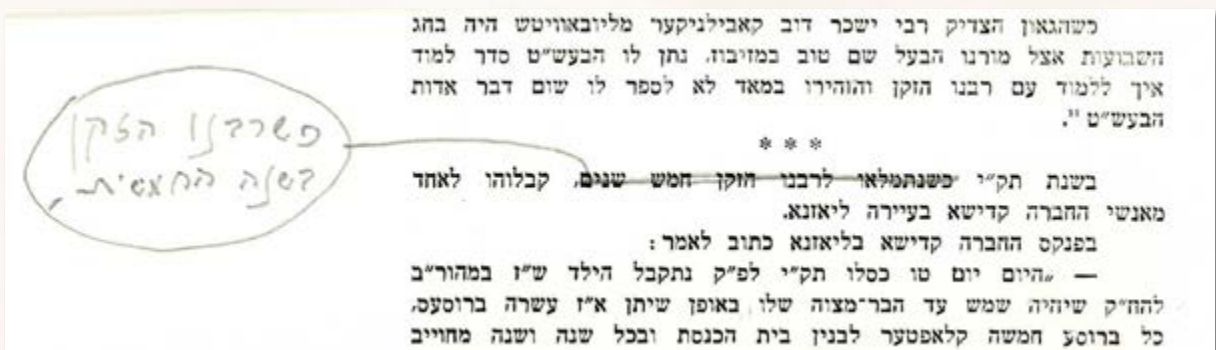 כשהגאון הצדיק רבי ישכר דוב קאבילניקער מליובאוויטש היה בחג
השבועות אצל מורנו הבעל שם טוב במזיבוז, נתן לו הבעש״ט סדר למוד
איך ללמוד עם רבנו הזקן והזהירו במאד לא לספר לו שום דבר אדות
הבעש״ט
* * *
בשנת תק״י כשנתמלאו לרבנו הזקן חמש שנים, קבלוהו לאחד
מאנשי החברה קדישא בעיירה ליאזנא.
בפנקס החברה קדישא בליאזנא כתוב לאמר:
— „היום יום טו כסלו תק״י לפ״ק נתקבל הילד ש״ז במהור״ב
להח״ק שיהיה שמש עד הבר־מצוה שלו, באופן שיתן א״ז עשרה ברוסעס,
כל ברוסע חמשה קלאפטער לבנין בית הכנסת ובכל שנה ושנה מחוייב
כשרבנו הזקן
בשנה החמשית